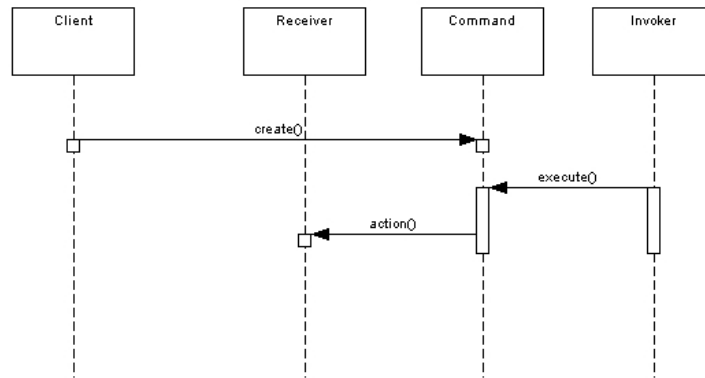 Client
Receiver
Command
Invoker
create()
execute()
action()